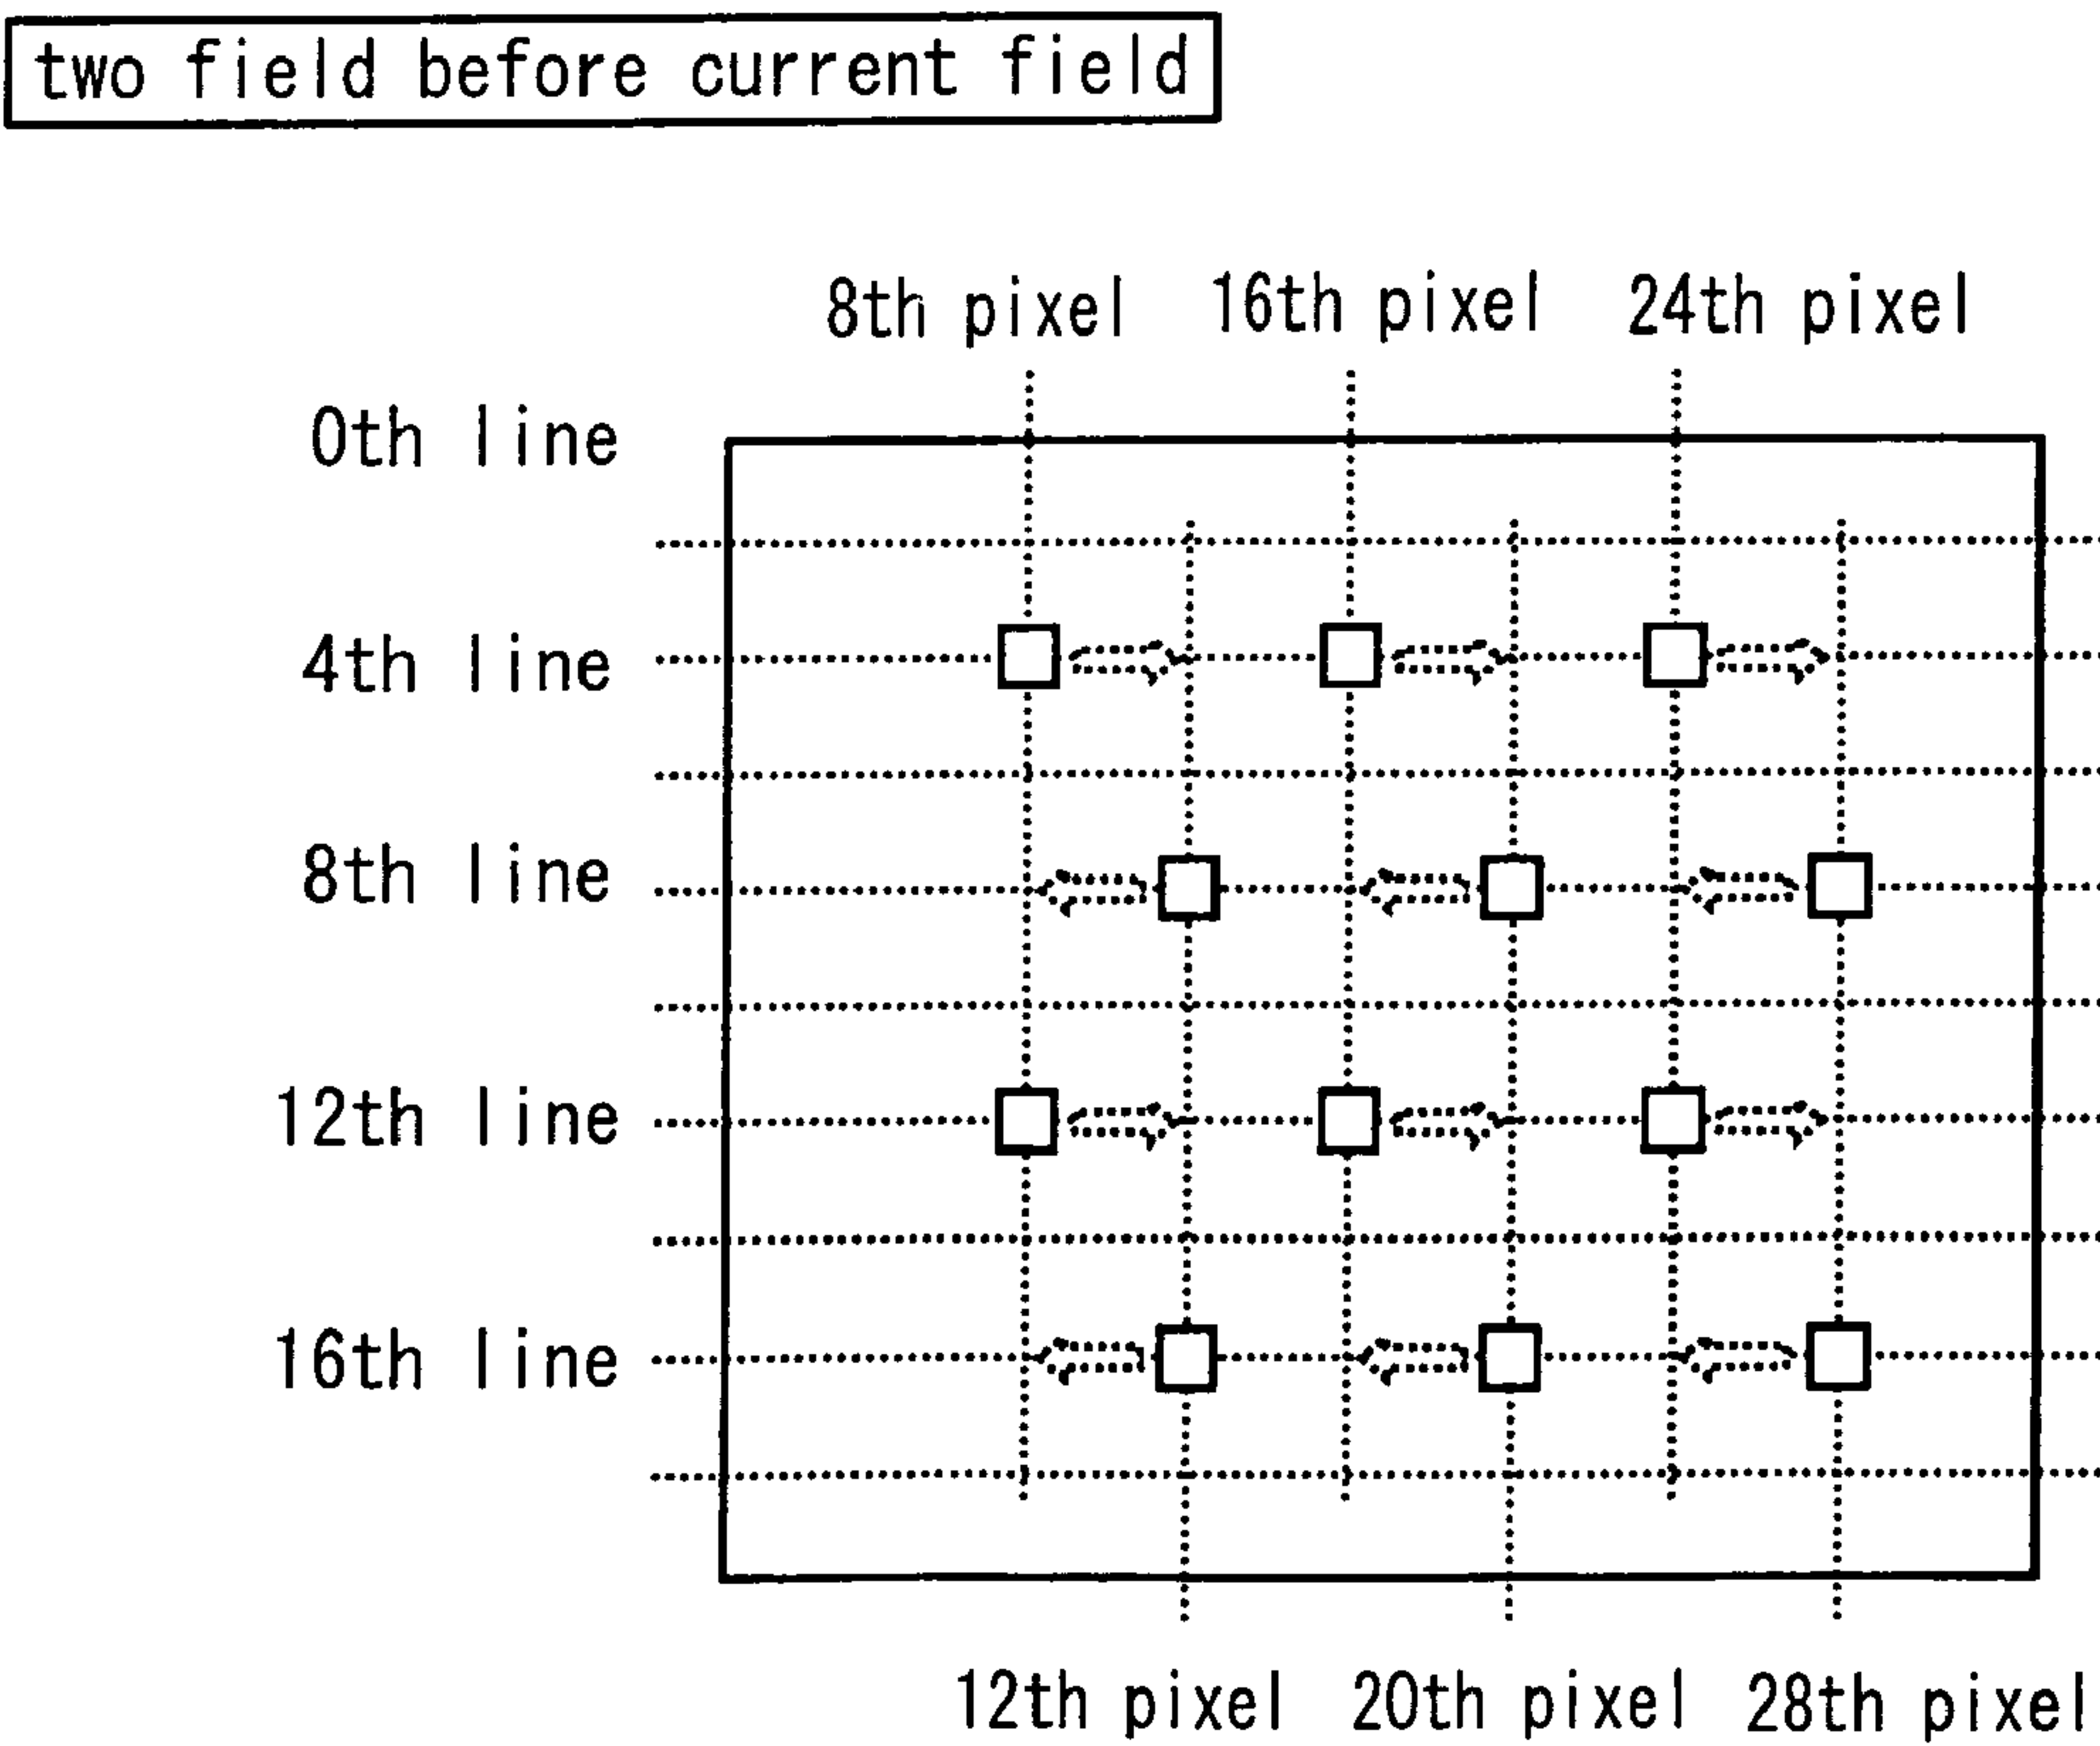 two field before current field
8th pixel 16th pixel 24th pixel
0th line
4th line
8th line
12th line
16th line
12th pixel 20th pixel 28th pixel